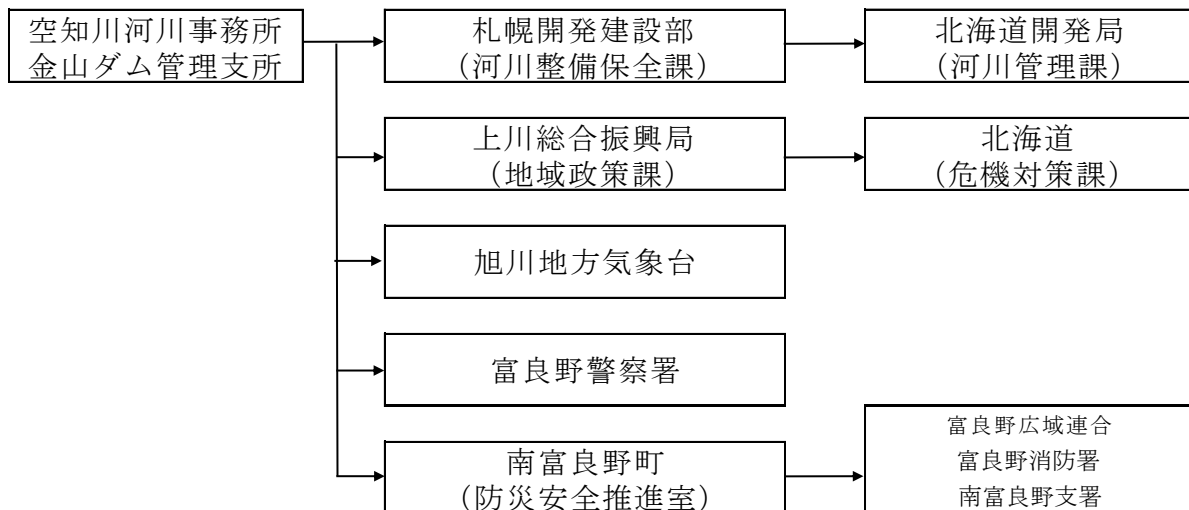 空知川河川事務所
金山ダム管理支所
札幌開発建設部
（河川整備保全課）
北海道開発局
（河川管理課）
上川総合振興局
（地域政策課）
北海道
（危機対策課）
旭川地方気象台
富良野警察署
南富良野町
（防災安全推進室）
富良野広域連合
富良野消防署
南富良野支署